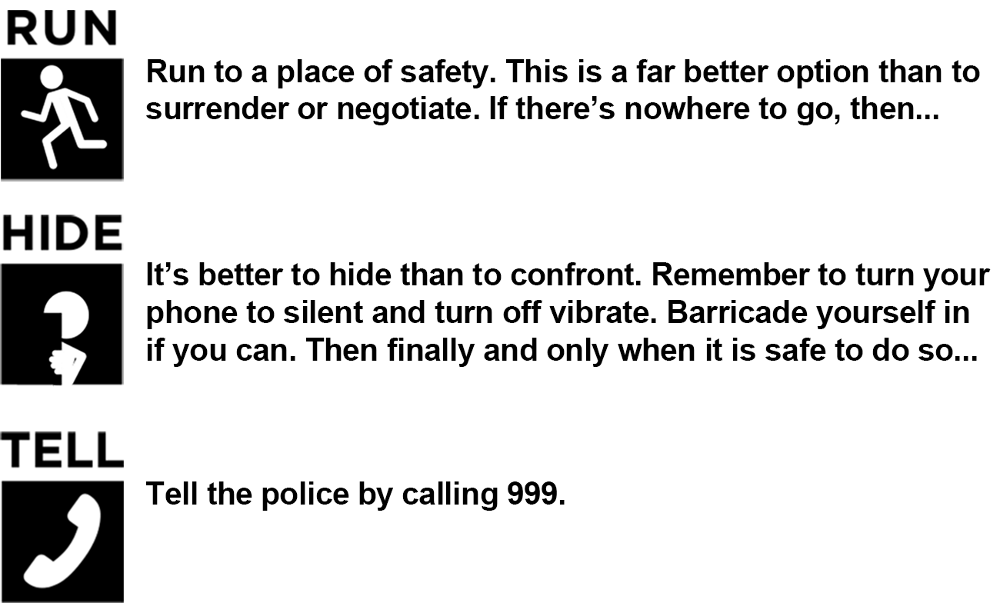 RUN
Run to a place of safety. This is a far better option than to
surrender or negotiate. If there’s nowhere to go, then...
HIDE
It’s better to hide than to confront. Remember to turn your
phone to silent and turn off vibrate. Barricade yourself in
if you can. Then finally and only when it is safe to do so...
TELL
Tell the police by calling 999.